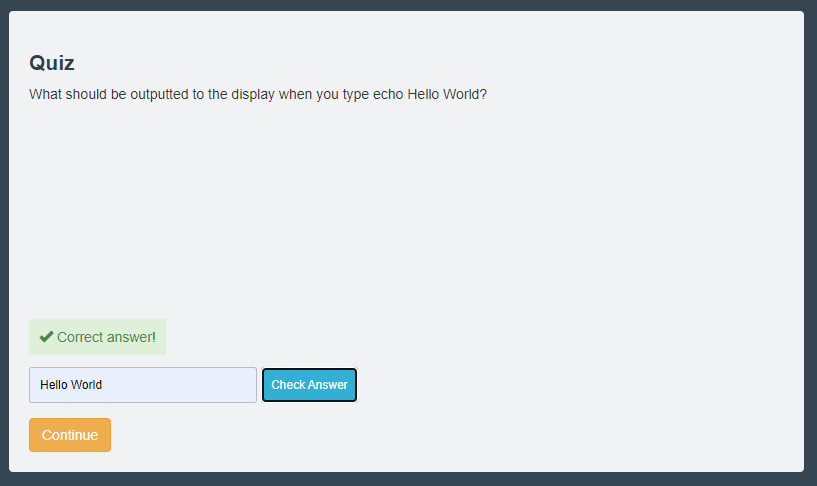 Quiz
What should be outputted to the display when you type echo Hello World?
Correct answer!
Hello World
Check Answer
Continue